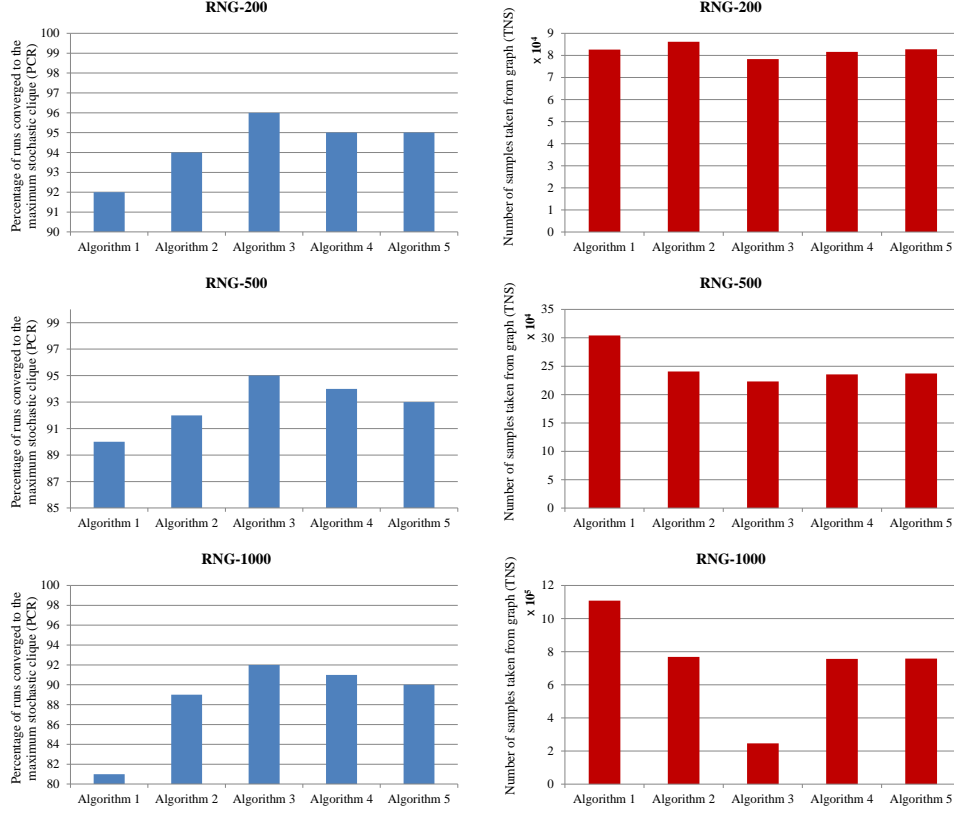 RNG-200
Percentage of runs converged to the
maximum stochastic clique (PCR)
100
99
98
97
96
95
94
93
92
91
90
Algorithm 1 Algorithm 2 Algorithm 3 Algorithm 4 Algorithm 5
RNG-200
Number of samples taken from graph (TNS)
x 10⁴
9
8
7
6
5
4
3
2
1
0
Algorithm 1 Algorithm 2 Algorithm 3 Algorithm 4 Algorithm 5
RNG-500
Percentage of runs converged to the
maximum stochastic clique (PCR)
99
97
95
93
91
89
87
85
Algorithm 1 Algorithm 2 Algorithm 3 Algorithm 4 Algorithm 5
RNG-500
Number of samples taken from graph (TNS)
x 10⁴
35
30
25
20
15
10
5
0
Algorithm 1 Algorithm 2 Algorithm 3 Algorithm 4 Algorithm 5
RNG-1000
Percentage of runs converged to the
maximum stochastic clique (PCR)
100
98
96
94
92
90
88
86
84
82
80
Algorithm 1 Algorithm 2 Algorithm 3 Algorithm 4 Algorithm 5
RNG-1000
Number of samples taken from graph (TNS)
x 10⁵
12
10
8
6
4
2
0
Algorithm 1 Algorithm 2 Algorithm 3 Algorithm 4 Algorithm 5